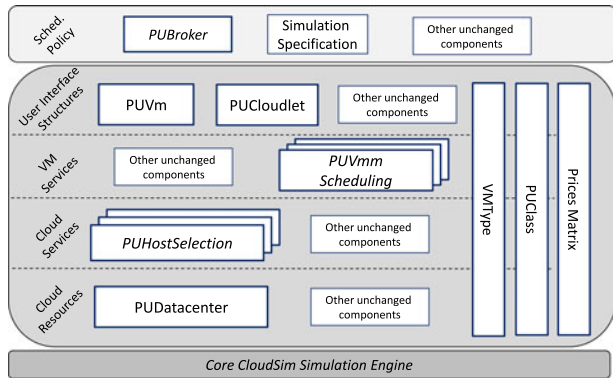 Sched.
Policy
PUBroker
Simulation
Specification
Other unchanged
components
User Interface
Structures
PUVm
PUCloudlet
Other unchanged
components
VM
Services
Other unchanged
components
PUVmm
Scheduling
Cloud
Services
PUHostSelection
Other unchanged
components
Cloud
Resources
PUDatacenter
Other unchanged
components
VMType
PUClass
Prices Matrix
Core CloudSim Simulation Engine